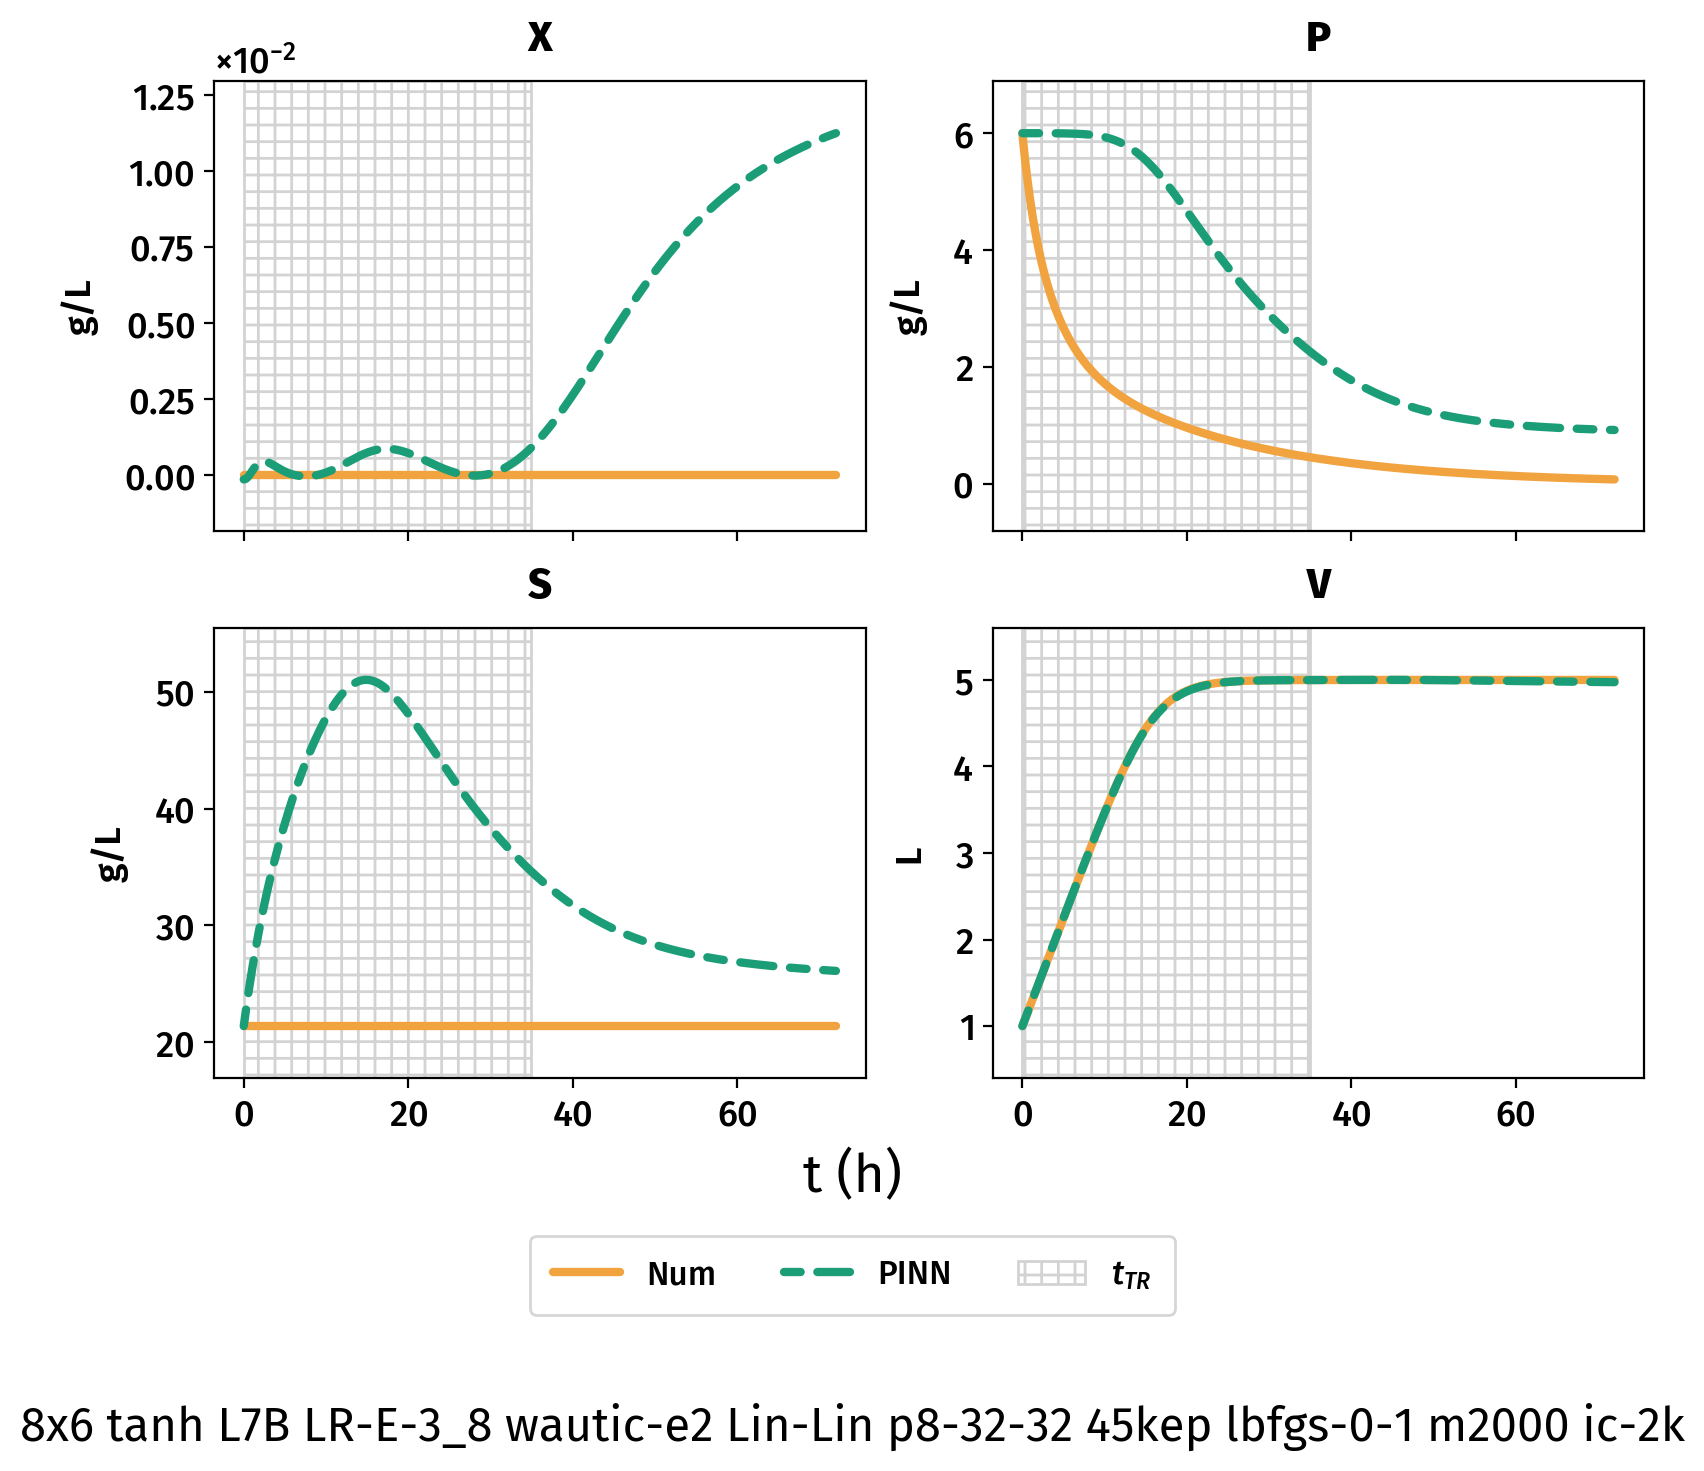 X
×10⁻²
1.25
1.00
0.75
0.50
0.25
0.00
g/L
P
6
4
2
0
g/L
S
50
40
30
20
g/L
0 20 40 60
V
5
4
3
2
1
L
0 20 40 60
t (h)
Num PINN t_TR
8x6 tanh L7B LR-E-3_8 wautic-e2 Lin-Lin p8-32-32 45kep lbfgs-0-1 m2000 ic-2k